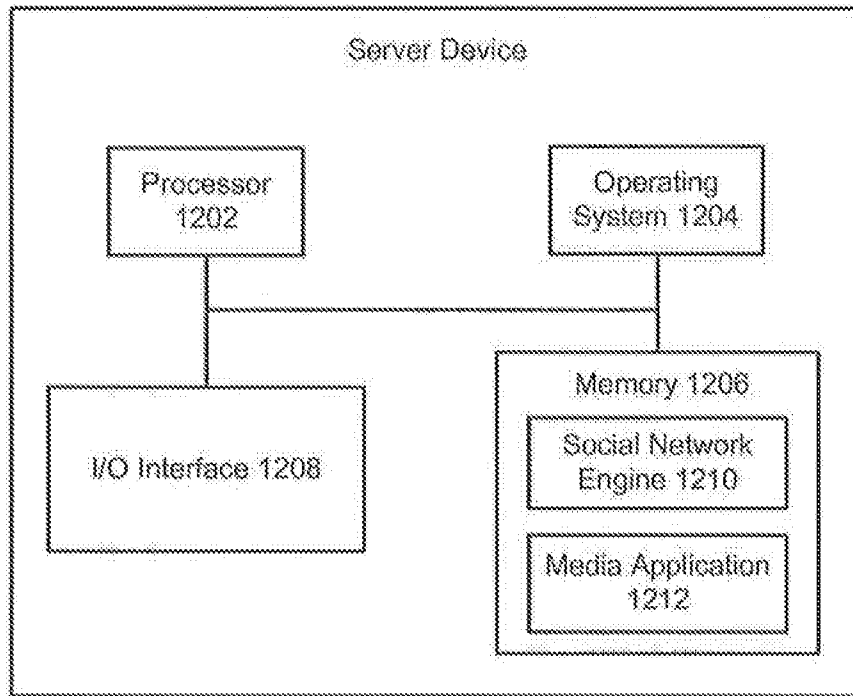 Server Device
Processor
1202
Operating
System 1204
I/O Interface 1208
Memory 1206
Social Network
Engine 1210
Media Application
1212